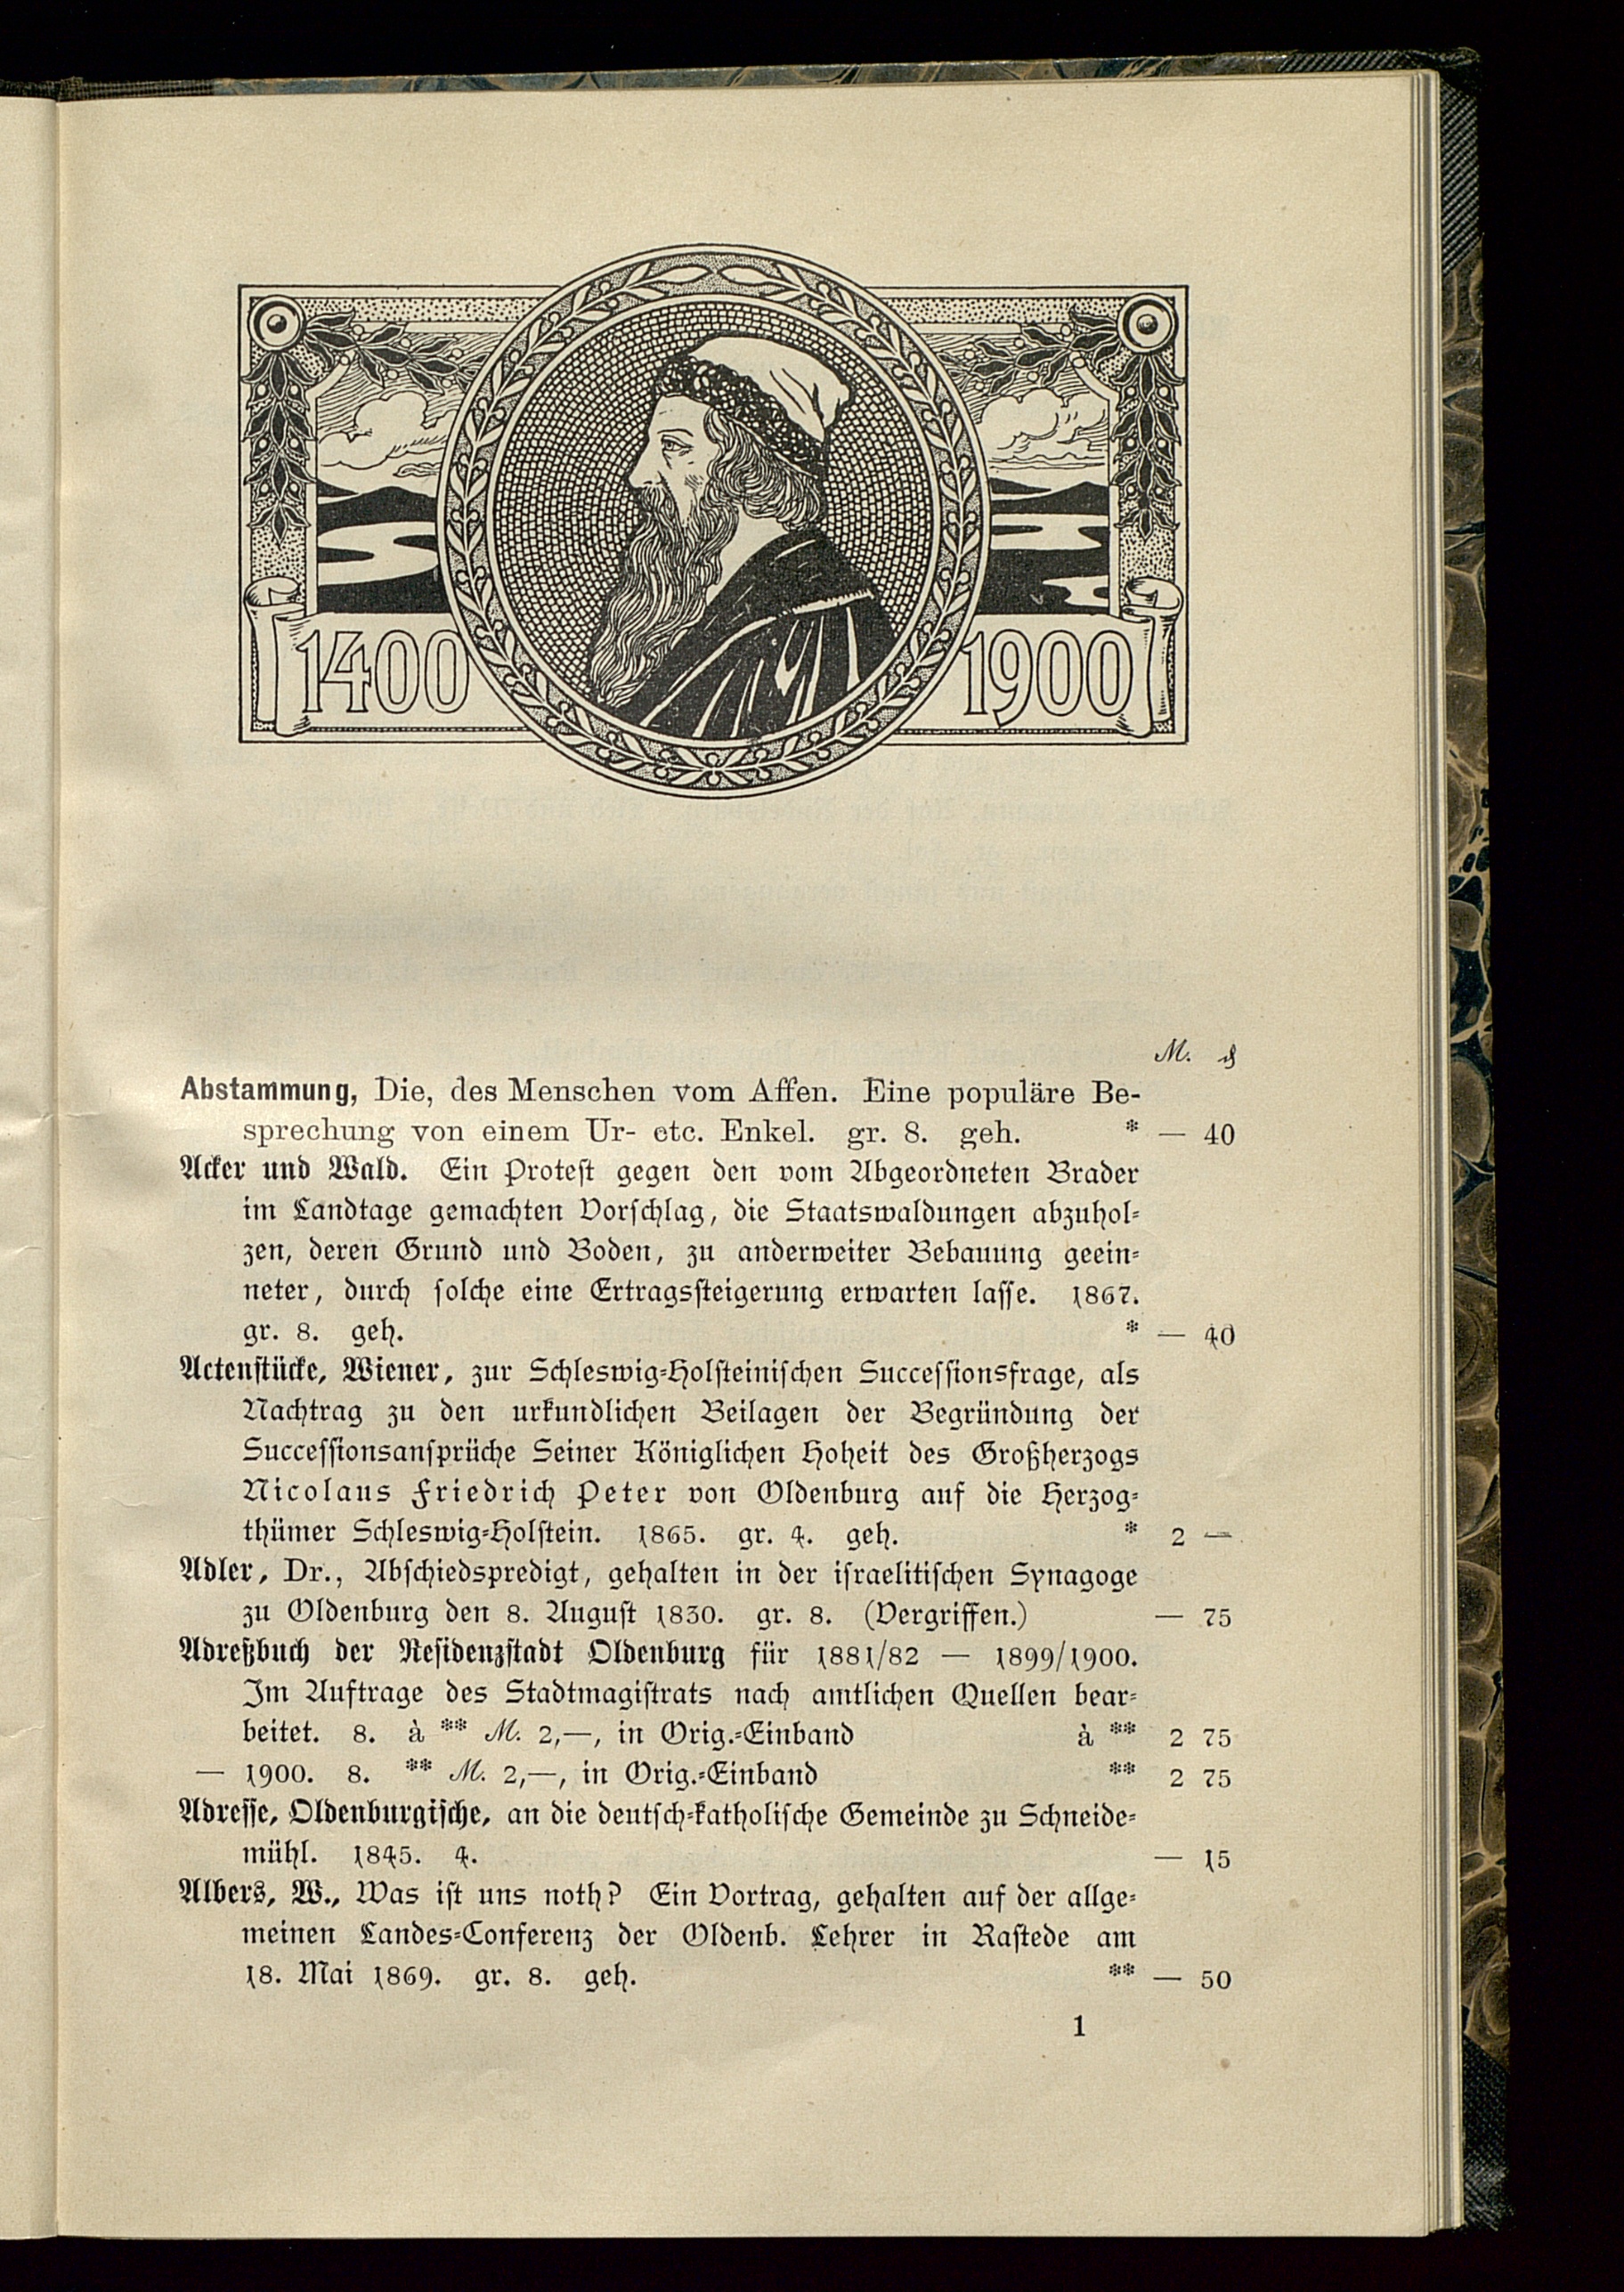 1400 1900
M. ₰
Abstammung, Die, des Menschen vom Affen. Eine populäre Be-
sprechung von einem Ur- etc. Enkel. gr. 8. geh. * — 40
Acker und Wald. Ein Protest gegen den vom Abgeordneten Brader
im Landtage gemachten Vorschlag, die Staatswaldungen abzuhol-
zen, deren Grund und Boden, zu anderweiter Bebauung geein-
neter, durch solche eine Ertragssteigerung erwarten lasse. 1867.
gr. 8. geh. * — 40
Actenstücke, Wiener, zur Schleswig-Holsteinischen Successionsfrage, als
Nachtrag zu den urkundlichen Beilagen der Begründung der
Successionsansprüche Seiner Königlichen Hoheit des Großherzogs
Nicolaus Friedrich Peter von Oldenburg auf die Herzog-
thümer Schleswig-Holstein. 1865. gr. 4. geh. * 2 —
Adler, Dr., Abschiedspredigt, gehalten in der israelitischen Synagoge
zu Oldenburg den 8. August 1830. gr. 8. (Vergriffen.) — 75
Adreßbuch der Residenzstadt Oldenburg für 1881/82 — 1899/1900.
Im Auftrage des Stadtmagistrats nach amtlichen Quellen bear-
beitet. 8. à ** M. 2,—, in Orig.-Einband à ** 2 75
— 1900. 8. ** M. 2,—, in Orig.-Einband ** 2 75
Adresse, Oldenburgische, an die deutsch-katholische Gemeinde zu Schneide-
mühl. 1845. 4. — 15
Albers, W., Was ist uns noth? Ein Vortrag, gehalten auf der allge-
meinen Landes-Conferenz der Oldenb. Lehrer in Rastede am
18. Mai 1869. gr. 8. geh. ** — 50
1